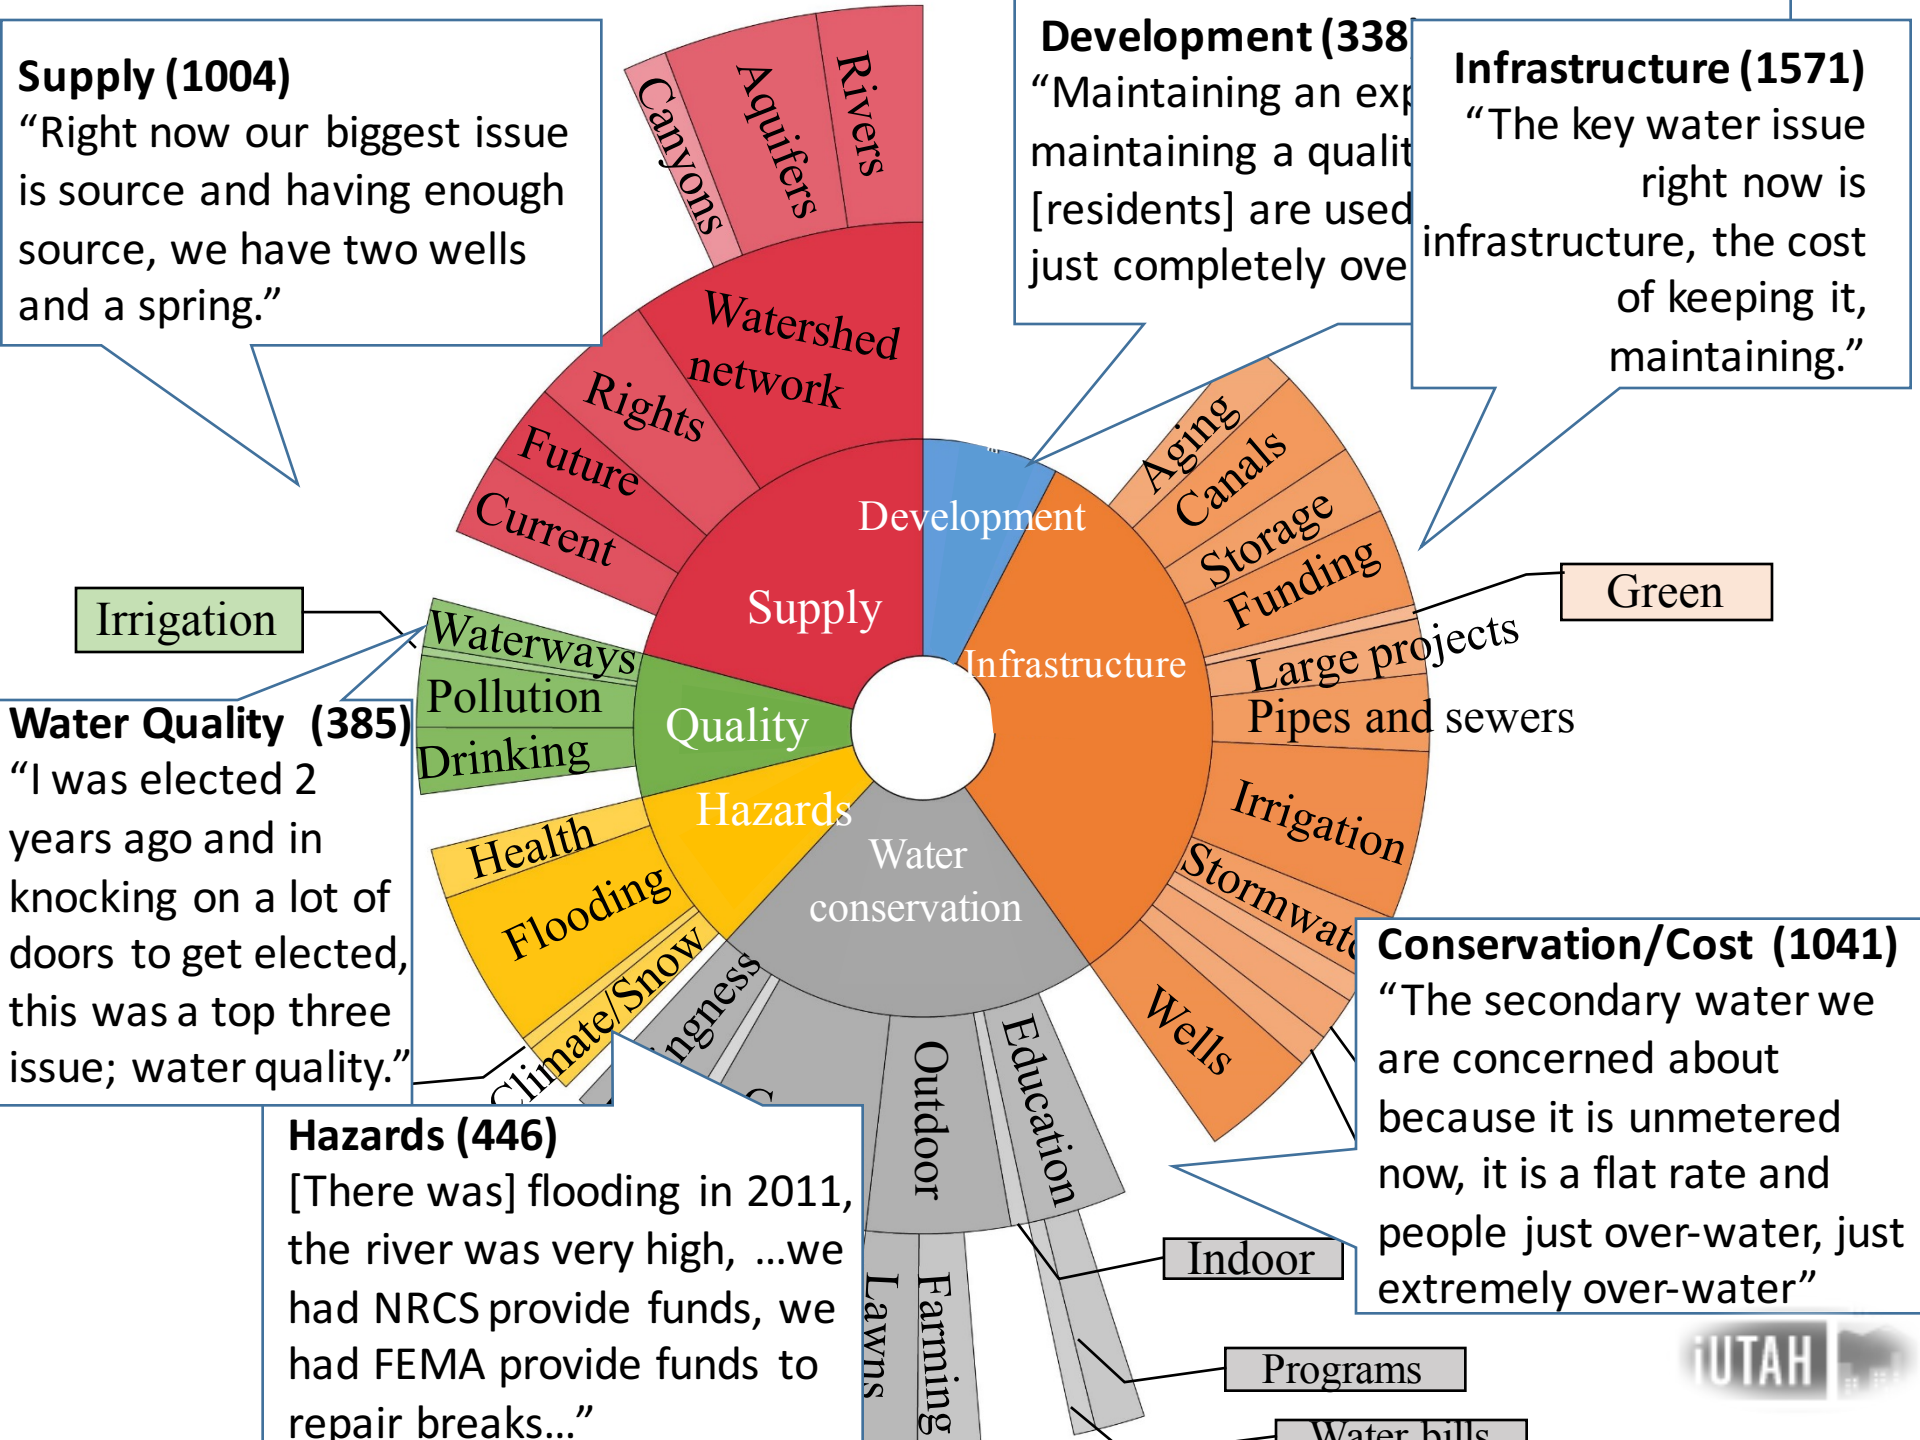 Supply (1004)
“Right now our biggest issue
is source and having enough
source, we have two wells
and a spring.”
Development (338)
“Maintaining an
maintaining a
[residents] are used
just completely
Infrastructure (1571)
“The key water issue
right now is
infrastructure, the cost
of keeping it,
maintaining.”
Canyons
Aquifers
Rivers
Watershed
network
Rights
Future
Current
Supply
Development
Infrastructure
Aging
Canals
Storage
Funding
Green
Large projects
Pipes and sewers
Irrigation
Wells
Irrigation
Waterways
Pollution
Drinking
Quality
Hazards
Health
Flooding
Climate/Snow
Water
conservation
Outdoor
Education
Lawns
Farming
Indoor
Programs
Water bills
Water Quality (385)
“I was elected 2
years ago and in
knocking on a lot of
doors to get elected,
this was a top three
issue; water quality.”
Hazards (446)
[There was] flooding in 2011,
the river was very high, ...we
had NRCS provide funds, we
had FEMA provide funds to
repair breaks...”
Conservation/Cost (1041)
“The secondary water we
are concerned about
because it is unmetered
now, it is a flat rate and
people just over-water, just
extremely over-water”
iUTAH